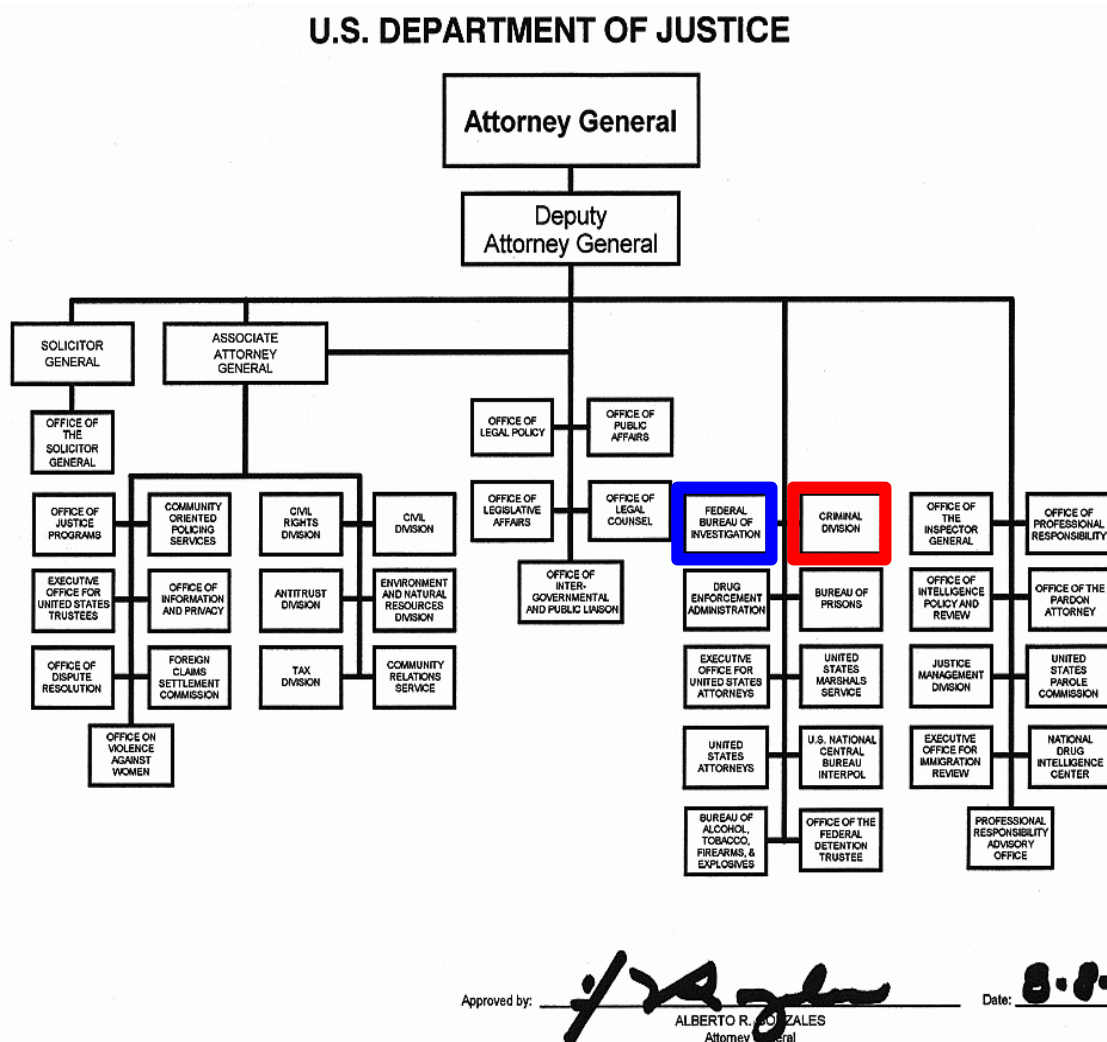 U.S. DEPARTMENT OF JUSTICE
Attorney General
Deputy
Attorney General
SOLICITOR
GENERAL
ASSOCIATE
ATTORNEY
GENERAL
OFFICE OF
THE
SOLICITOR
GENERAL
OFFICE OF
LEGAL POLICY
OFFICE OF
PUBLIC
AFFAIRS
OFFICE OF
LEGISLATIVE
AFFAIRS
OFFICE OF
LEGAL
COUNSEL
OFFICE OF
INTER-
GOVERNMENTAL
AND PUBLIC LIAISON
OFFICE OF
JUSTICE
PROGRAMS
COMMUNITY
ORIENTED
POLICING
SERVICES
EXECUTIVE
OFFICE FOR
UNITED STATES
TRUSTEES
OFFICE OF
INFORMATION
AND PRIVACY
OFFICE OF
DISPUTE
RESOLUTION
FOREIGN
CLAIMS
SETTLEMENT
COMMISSION
OFFICE ON
VIOLENCE
AGAINST
WOMEN
CIVIL
RIGHTS
DIVISION
CIVIL
DIVISION
ANTITRUST
DIVISION
ENVIRONMENT
AND NATURAL
RESOURCES
DIVISION
TAX
DIVISION
COMMUNITY
RELATIONS
SERVICE
FEDERAL
BUREAU OF
INVESTIGATION
CRIMINAL
DIVISION
DRUG
ENFORCEMENT
ADMINISTRATION
BUREAU OF
PRISONS
EXECUTIVE
OFFICE FOR
UNITED STATES
ATTORNEYS
UNITED
STATES
MARSHALS
SERVICE
UNITED
STATES
ATTORNEYS
U.S. NATIONAL
CENTRAL
BUREAU
INTERPOL
BUREAU OF
ALCOHOL,
TOBACCO,
FIREARMS, &
EXPLOSIVES
OFFICE OF THE
FEDERAL
DETENTION
TRUSTEE
OFFICE OF
THE
INSPECTOR
GENERAL
OFFICE OF
PROFESSIONAL
RESPONSIBILITY
OFFICE OF
INTELLIGENCE
POLICY AND
REVIEW
OFFICE OF THE
PARDON
ATTORNEY
JUSTICE
MANAGEMENT
DIVISION
UNITED
STATES
PAROLE
COMMISSION
EXECUTIVE
OFFICE FOR
IMMIGRATION
REVIEW
NATIONAL
DRUG
INTELLIGENCE
CENTER
PROFESSIONAL
RESPONSIBILITY
ADVISORY
OFFICE
Approved by:
Date: 8-8-
ALBERTO R. GONZALES
Attorney General